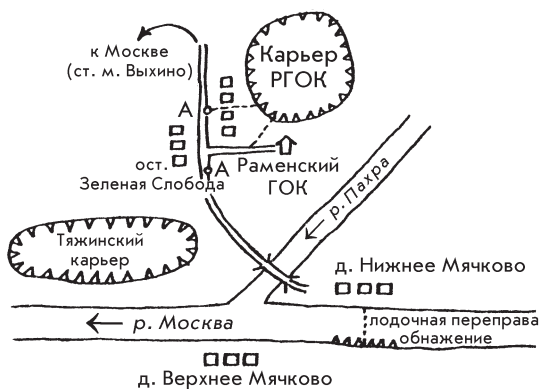 к Москве
(ст. м. Выхино)
Карьер
РГОК
А
ост.
Зеленая Слобода
А
Раменский
ГОК
р. Пахра
Тяжинский
карьер
д. Нижнее Мячково
р. Москва
лодочная переправа
обнажение
д. Верхнее Мячково